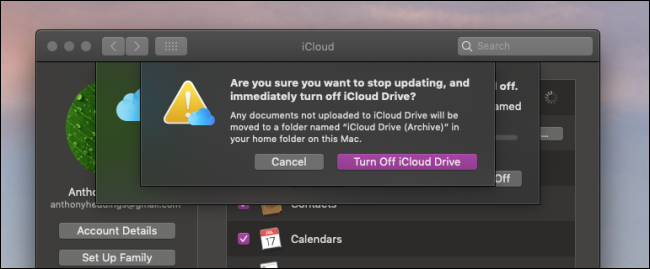 iCloud
Search
Are you sure you want to stop updating, and
immediately turn off iCloud Drive?
Any documents not uploaded to iCloud Drive will be
moved to a folder named “iCloud Drive (Archive)” in
your home folder on this Mac.
Cancel
Turn Off iCloud Drive
off.
Off
anthonyheddings@gmail.com
Account Details
Set Up Family
Contacts
JUL
17
Calendars